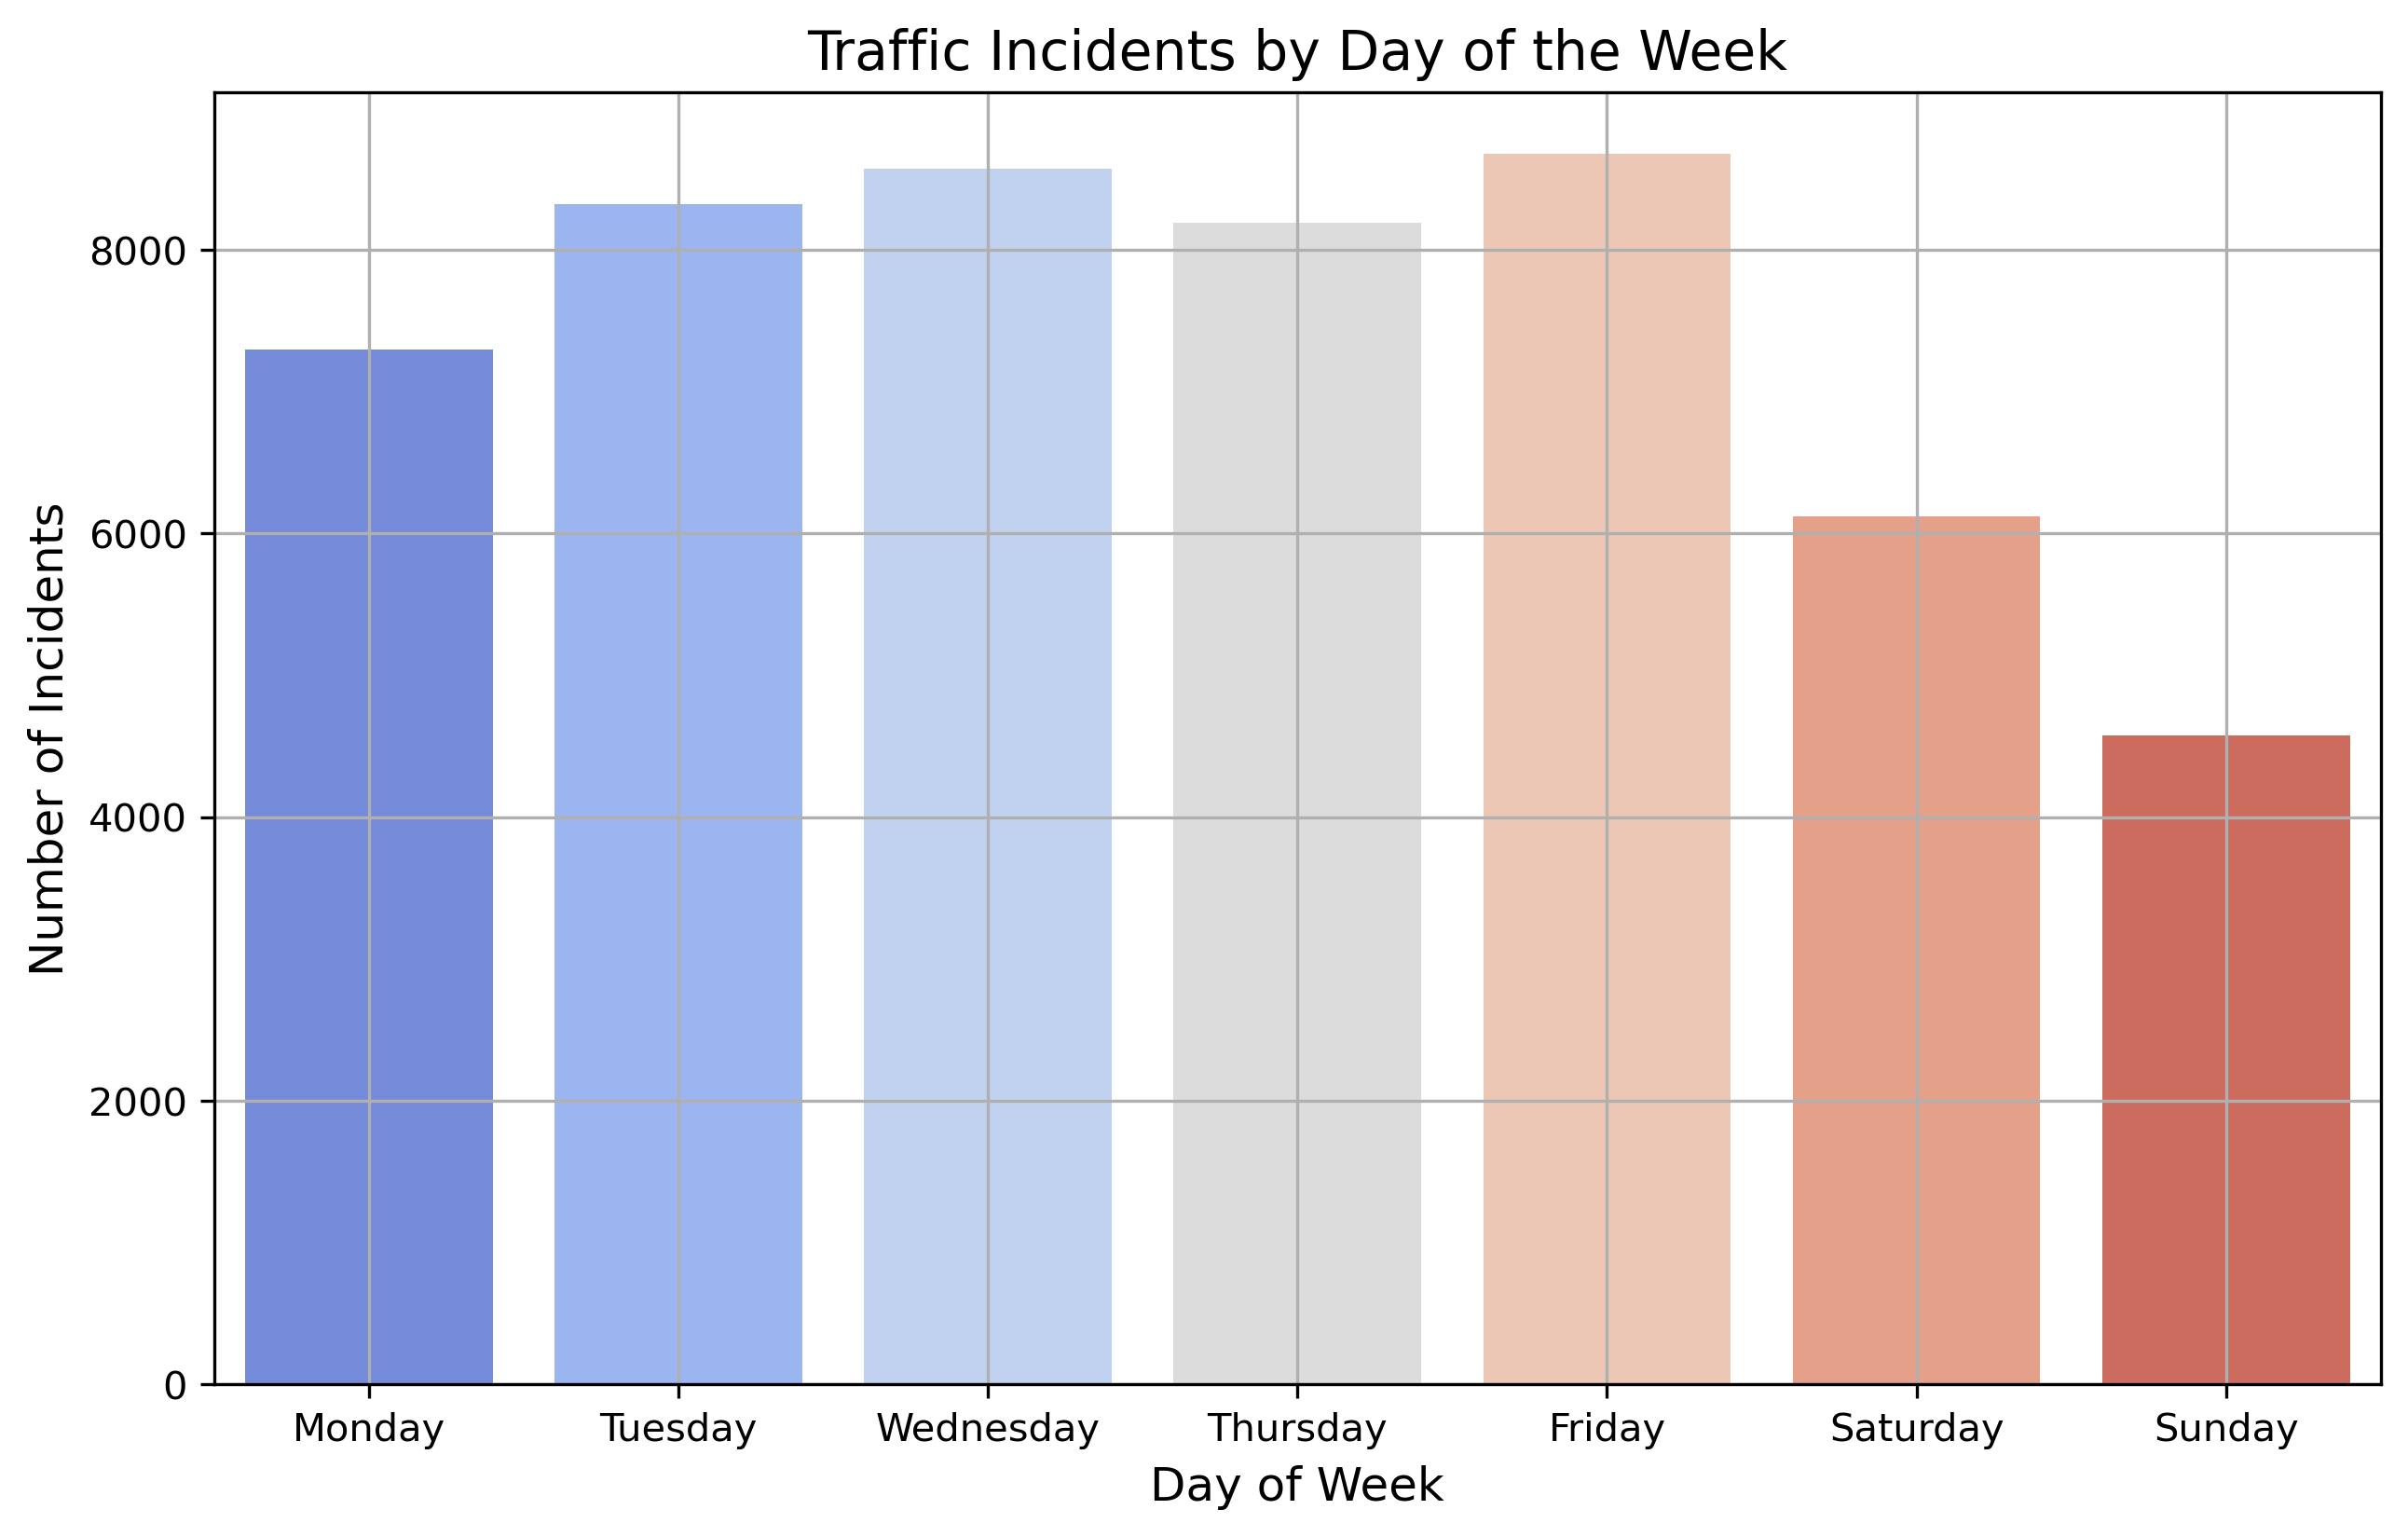 Traffic Incidents by Day of the Week
Number of Incidents
8000
6000
4000
2000
0
Monday Tuesday Wednesday Thursday Friday Saturday Sunday
Day of Week